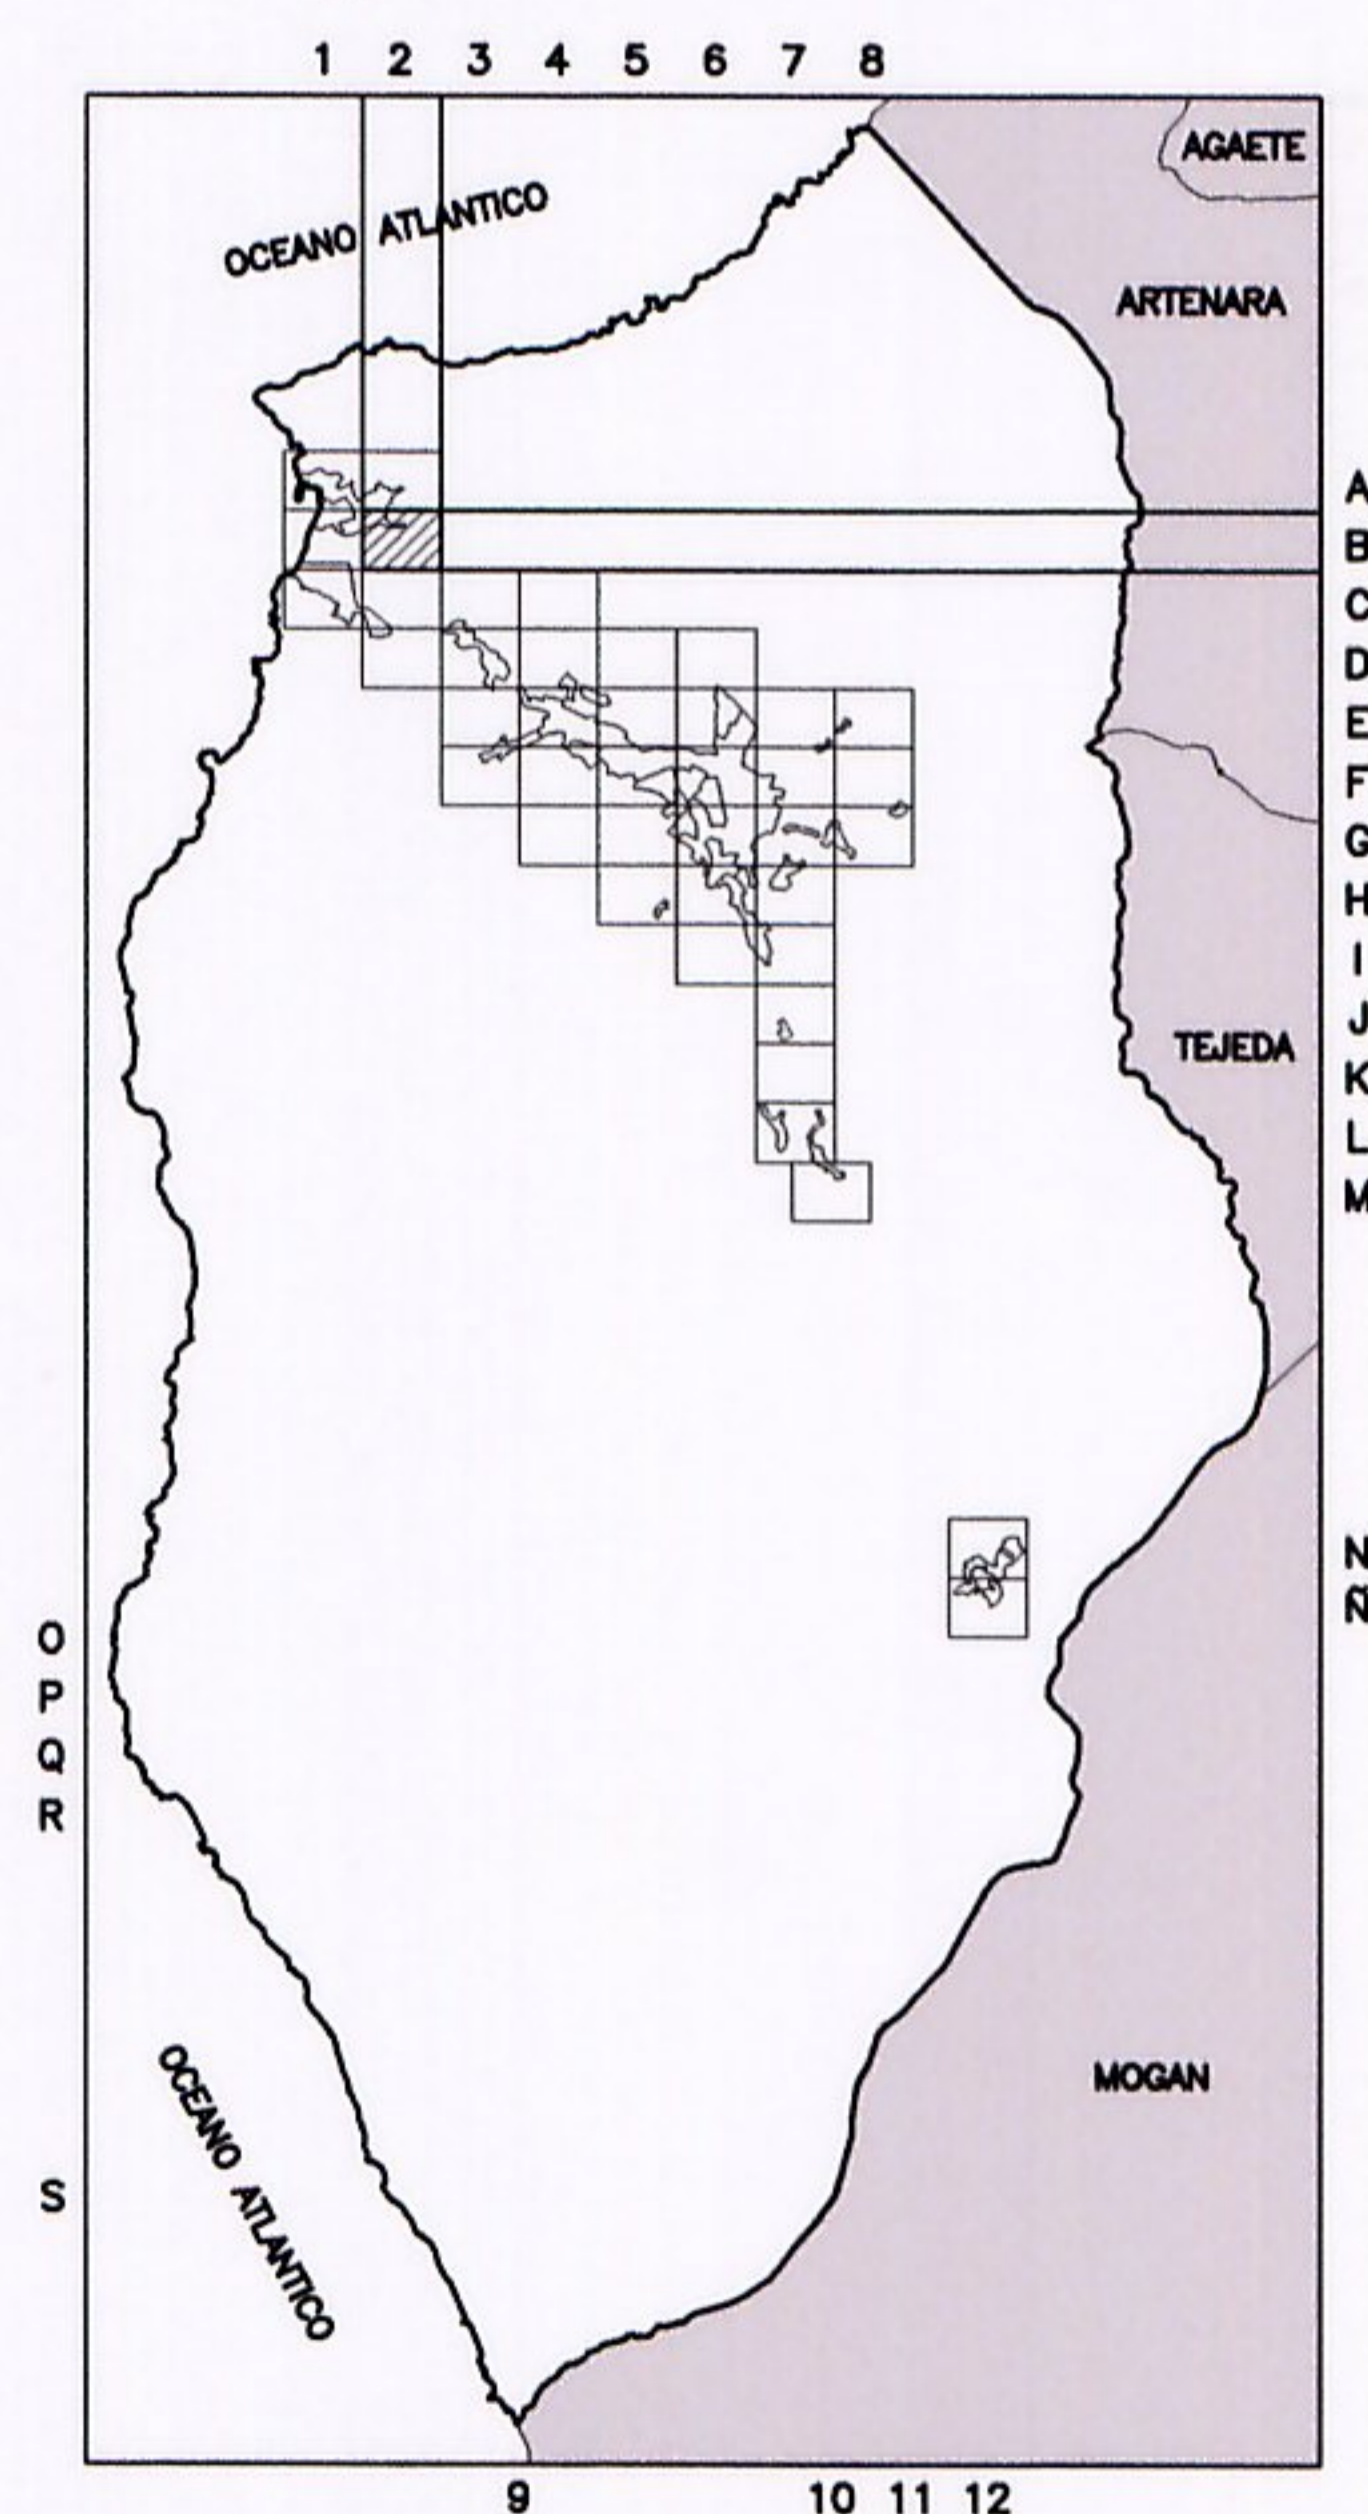 1 2 3 4 5 6 7 8
AGAETE
OCEANO ATLANTICO
ARTENARA
A
B
C
D
E
F
G
H
I
J
K
TEJEDA
L
M
N
Ñ
O
P
Q
R
MOGAN
OCEANO ATLANTICO
S
9 10 11 12